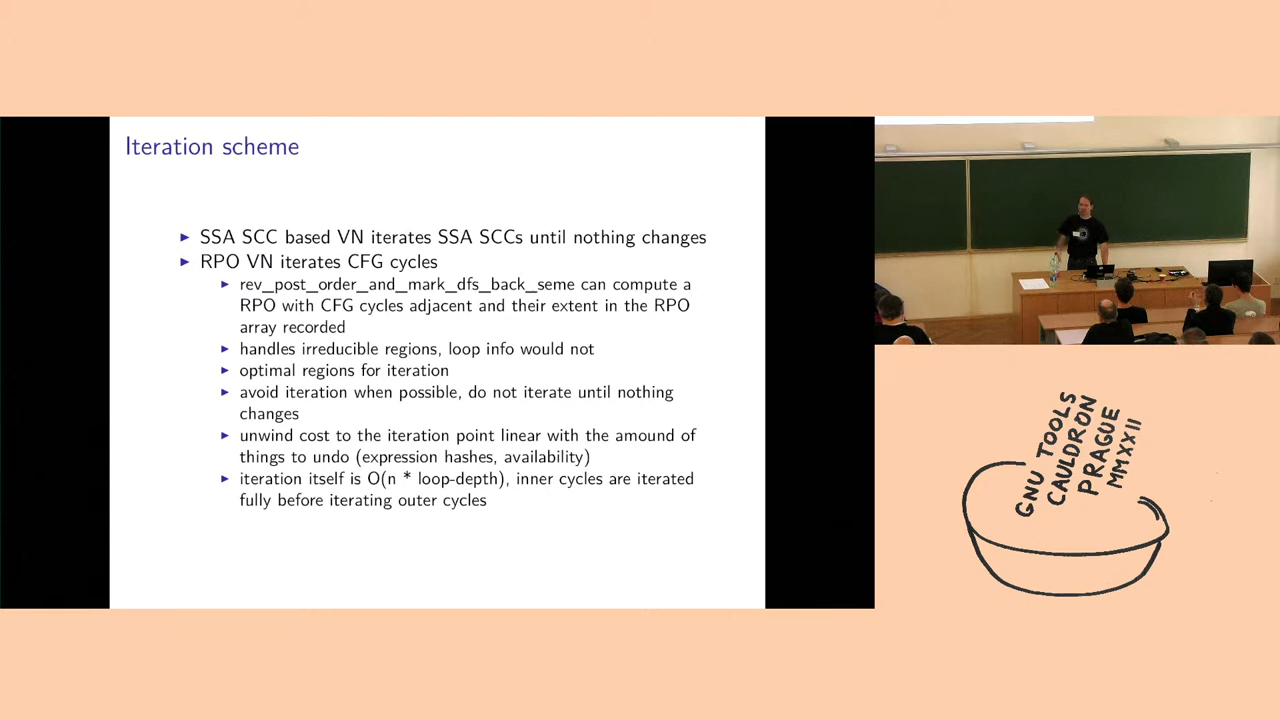 Iteration scheme
▶ SSA SCC based VN iterates SSA SCCs until nothing changes
▶ RPO VN iterates CFG cycles
▶ rev_post_order_and_mark_dfs_back_seme can compute a
RPO with CFG cycles adjacent and their extent in the RPO
array recorded
▶ handles irreducible regions, loop info would not
▶ optimal regions for iteration
▶ avoid iteration when possible, do not iterate until nothing
changes
▶ unwind cost to the iteration point linear with the amount of
things to undo (expression hashes, availability)
▶ iteration itself is O(n * loop-depth), inner cycles are iterated
fully before iterating outer cycles
GNU TOOLS
CAULDRON
PRAGUE
MMXXII